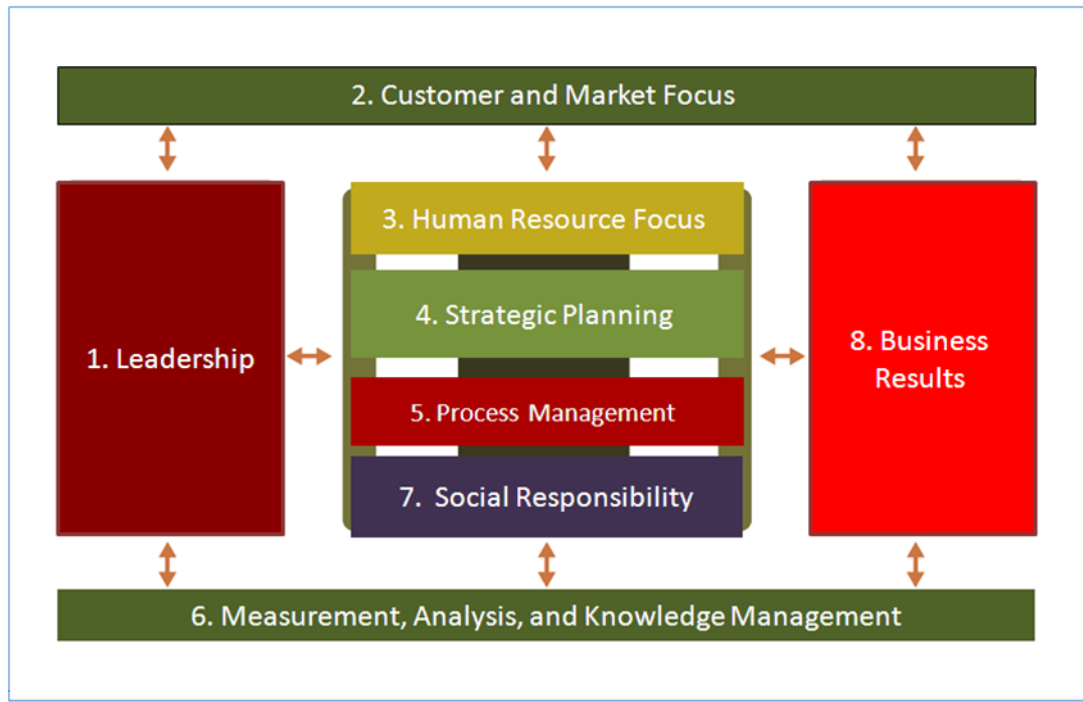 2. Customer and Market Focus
1. Leadership
3. Human Resource Focus
4. Strategic Planning
5. Process Management
7. Social Responsibility
8. Business
Results
6. Measurement, Analysis, and Knowledge Management